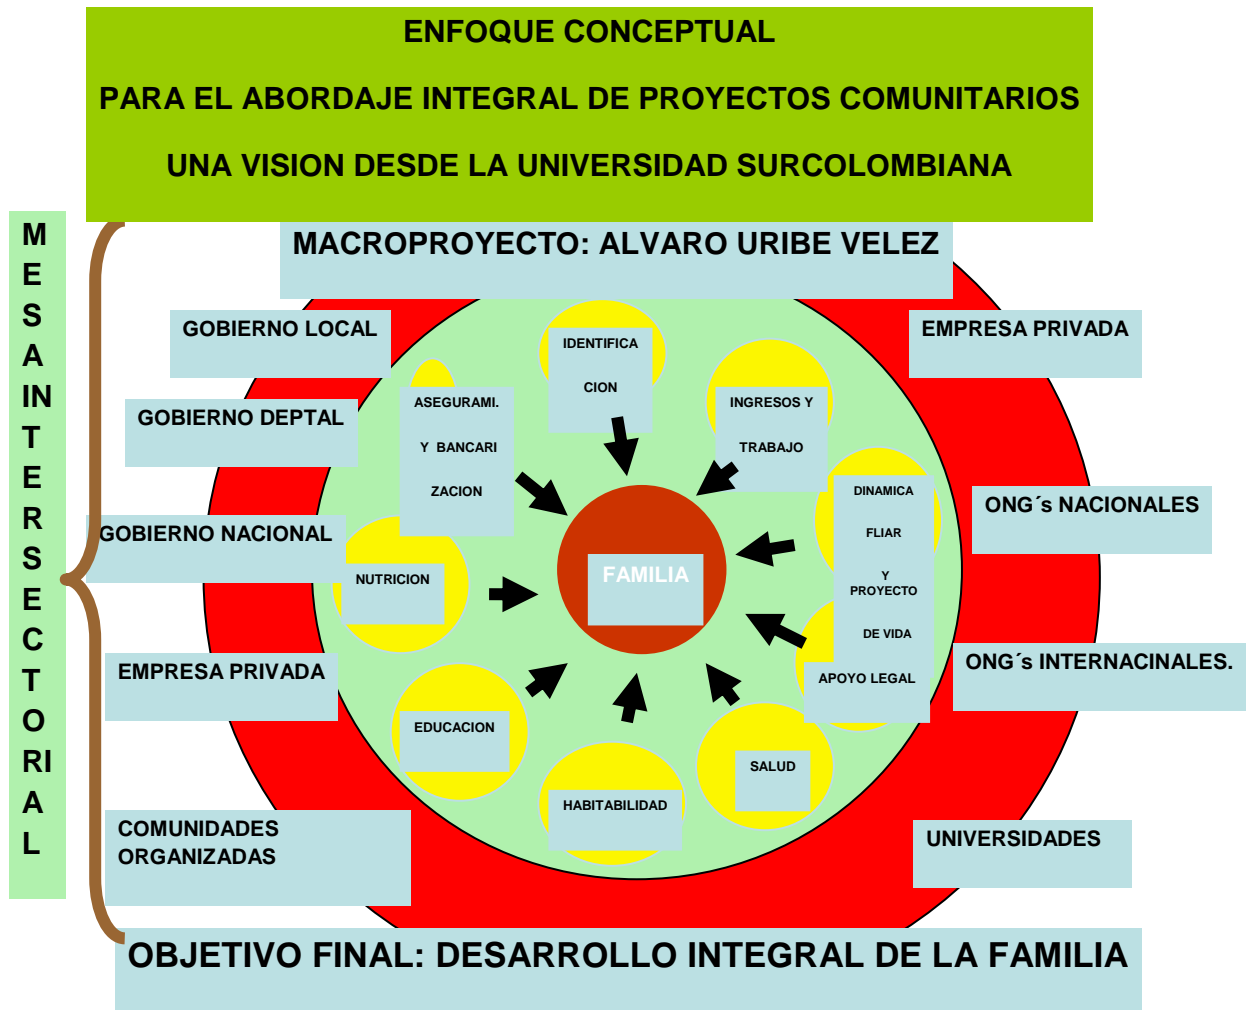 ENFOQUE CONCEPTUAL
PARA EL ABORDAJE INTEGRAL DE PROYECTOS COMUNITARIOS
UNA VISION DESDE LA UNIVERSIDAD SURCOLOMBIANA
M
E
S
A
IN
T
E
R
S
E
C
T
O
RI
A
L
MACROPROYECTO: ALVARO URIBE VELEZ
GOBIERNO LOCAL
GOBIERNO DEPTAL
GOBIERNO NACIONAL
EMPRESA PRIVADA
COMUNIDADES
ORGANIZADAS
IDENTIFICA
CION
ASEGURAMI.
Y BANCARI
ZACION
INGRESOS Y
TRABAJO
DINAMICA
FLIAR
Y
PROYECTO
DE VIDA
NUTRICION
FAMILIA
APOYO LEGAL
EDUCACION
SALUD
HABITABILIDAD
EMPRESA PRIVADA
ONG´s NACIONALES
ONG´s INTERNACINALES.
UNIVERSIDADES
OBJETIVO FINAL: DESARROLLO INTEGRAL DE LA FAMILIA